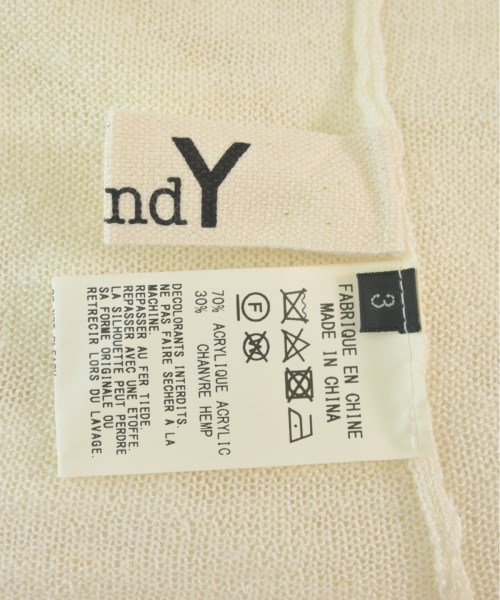 ndY
3
FABRIQUE EN CHINE
MADE IN CHINA
F
70% ACRYLIQUE ACRYLIC
30% CHANVRE HEMP
DECOLORANTS INTERDITS.
NE PAS FAIRE SECHER A LA
MACHINE.
REPASSER AU FER TIEDE.
REPASSER AVEC UNE ETOFFE.
LA SILHOUETTE PEUT PERDRE
SA FORME ORIGINALE OU
RETRECIR LORS DU LAVAGE.